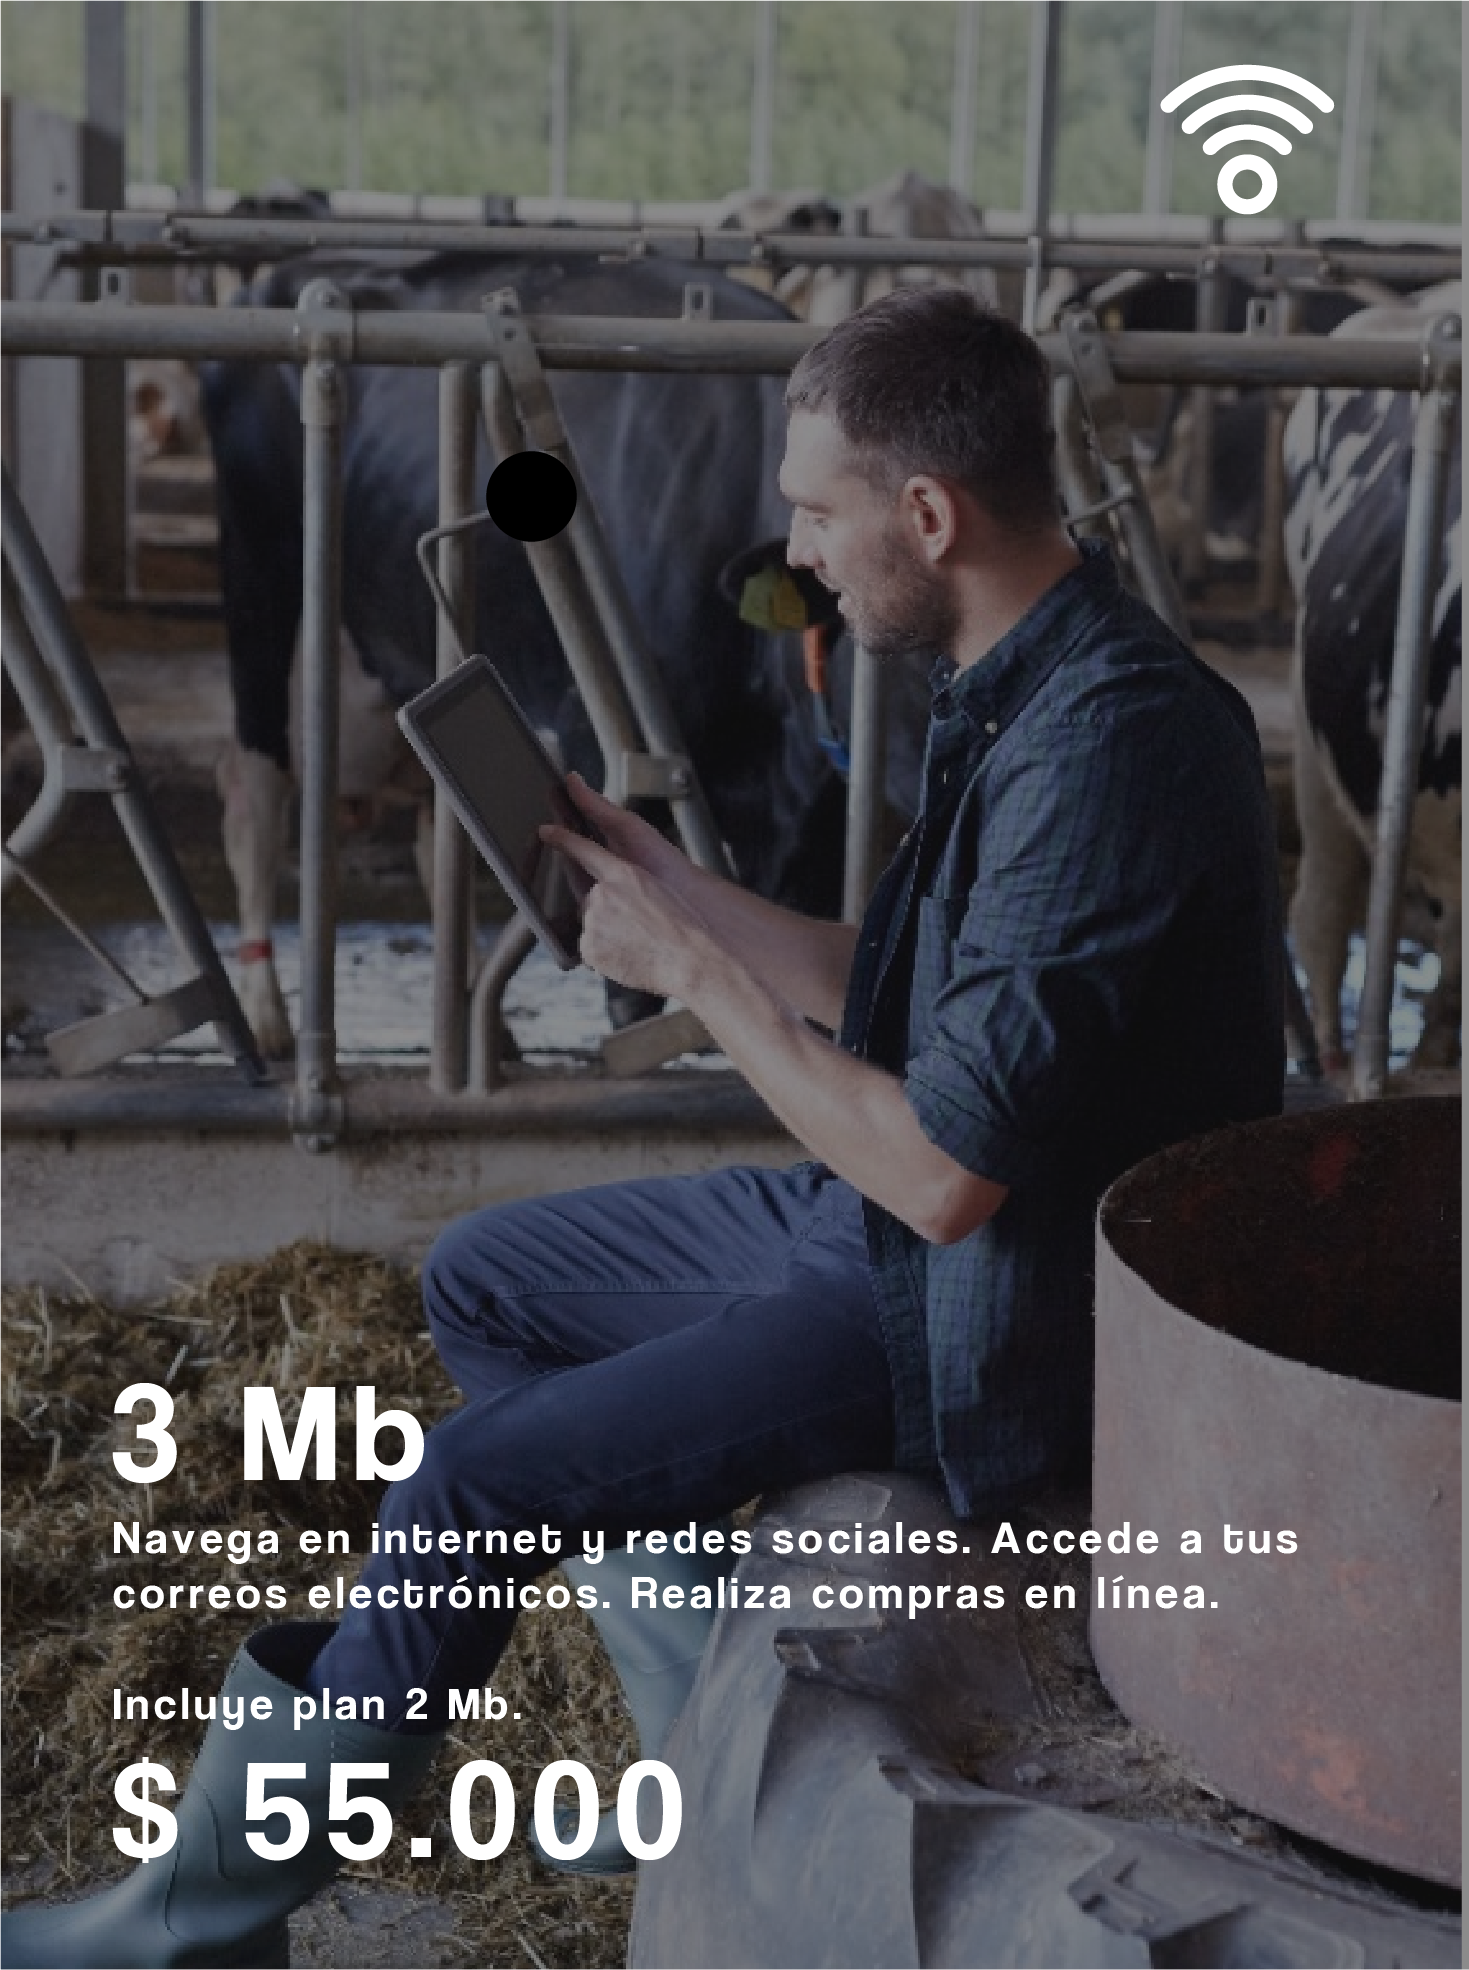 3 Mb
Navega en internet y redes sociales. Accede a tus
correos electrónicos. Realiza compras en línea.
Incluye plan 2 Mb.
$ 55.000